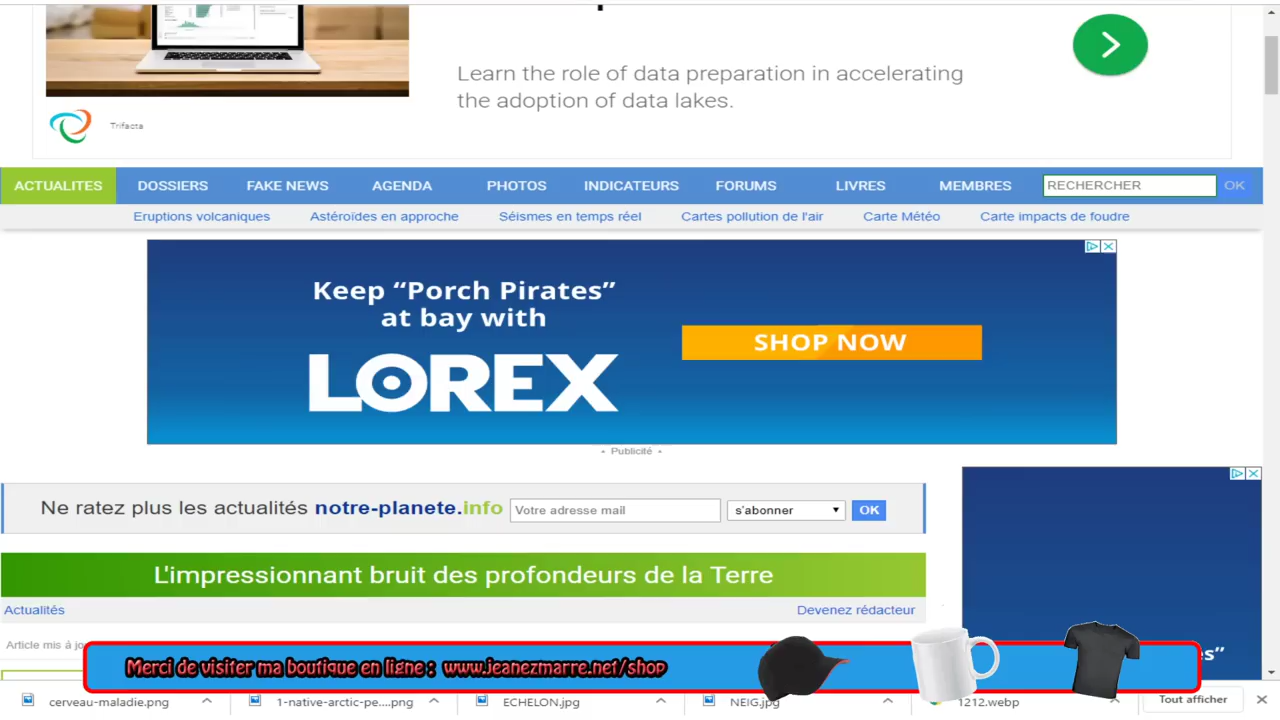 Learn the role of data preparation in accelerating
the adoption of data lakes.
Trifacta
ACTUALITES DOSSIERS FAKE NEWS AGENDA PHOTOS INDICATEURS FORUMS LIVRES MEMBRES RECHERCHER OK
Eruptions volcaniques Astéroïdes en approche Séismes en temps réel Cartes pollution de l'air Carte Météo Carte impacts de foudre
Keep “Porch Pirates”
at bay with
LOREX
SHOP NOW
- Publicité -
Ne ratez plus les actualités notre-planete.info Votre adresse mail s'abonner OK
L'impressionnant bruit des profondeurs de la Terre
Actualités Devenez rédacteur
Article mis à
Merci de visiter ma boutique en ligne : www.jeanezmarre.net/shop
cerveau-maladie.png 1-native-arctic-pe....png ECHELON.jpg NEIG.jpg 1212.webp Tout afficher